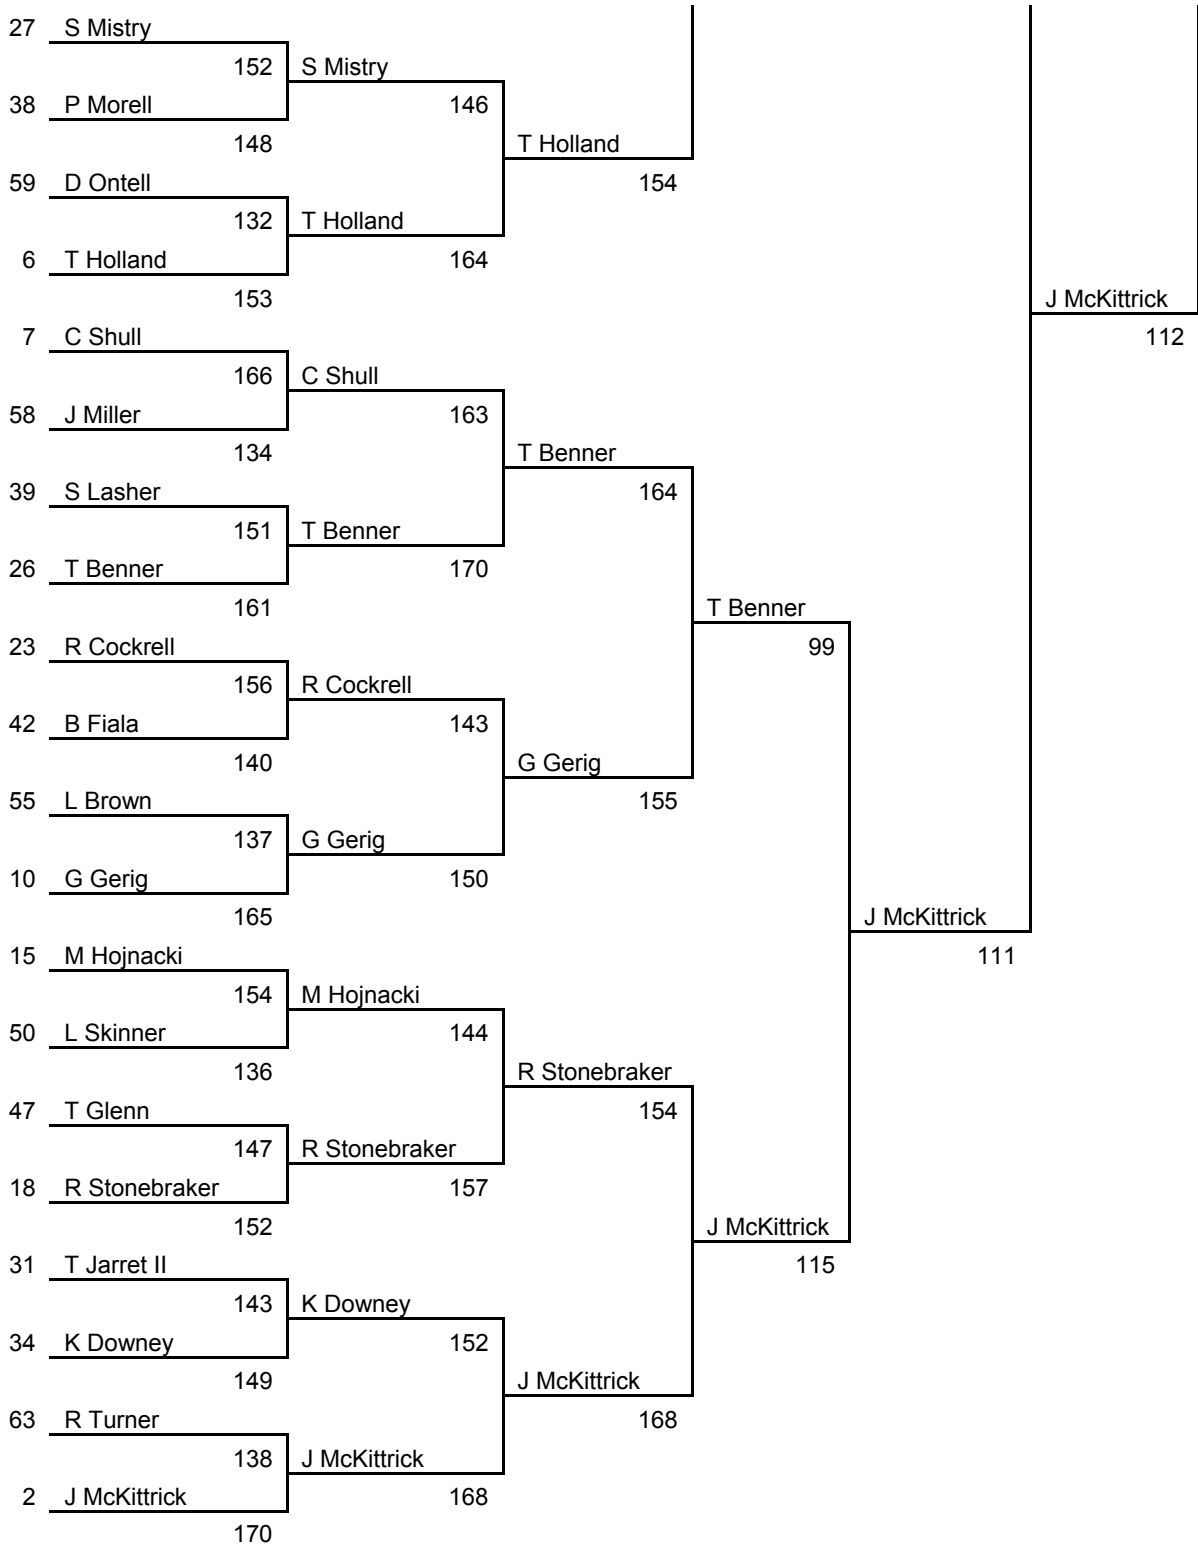 27 S Mistry
152 S Mistry
38 P Morell 146
148 T Holland
59 D Ontell 154
132 T Holland
6 T Holland 164
153 J McKittrick
7 C Shull 112
166 C Shull
58 J Miller 163
134 T Benner
39 S Lasher 164
151 T Benner
26 T Benner 170
161 T Benner
23 R Cockrell 99
156 R Cockrell
42 B Fiala 143
140 G Gerig
55 L Brown 155
137 G Gerig
10 G Gerig 150
165 J McKittrick
15 M Hojnacki 111
154 M Hojnacki
50 L Skinner 144
136 R Stonebraker
47 T Glenn 154
147 R Stonebraker
18 R Stonebraker 157
152 J McKittrick
31 T Jarret II 115
143 K Downey
34 K Downey 152
149 J McKittrick
63 R Turner 168
138 J McKittrick
2 J McKittrick 168
170